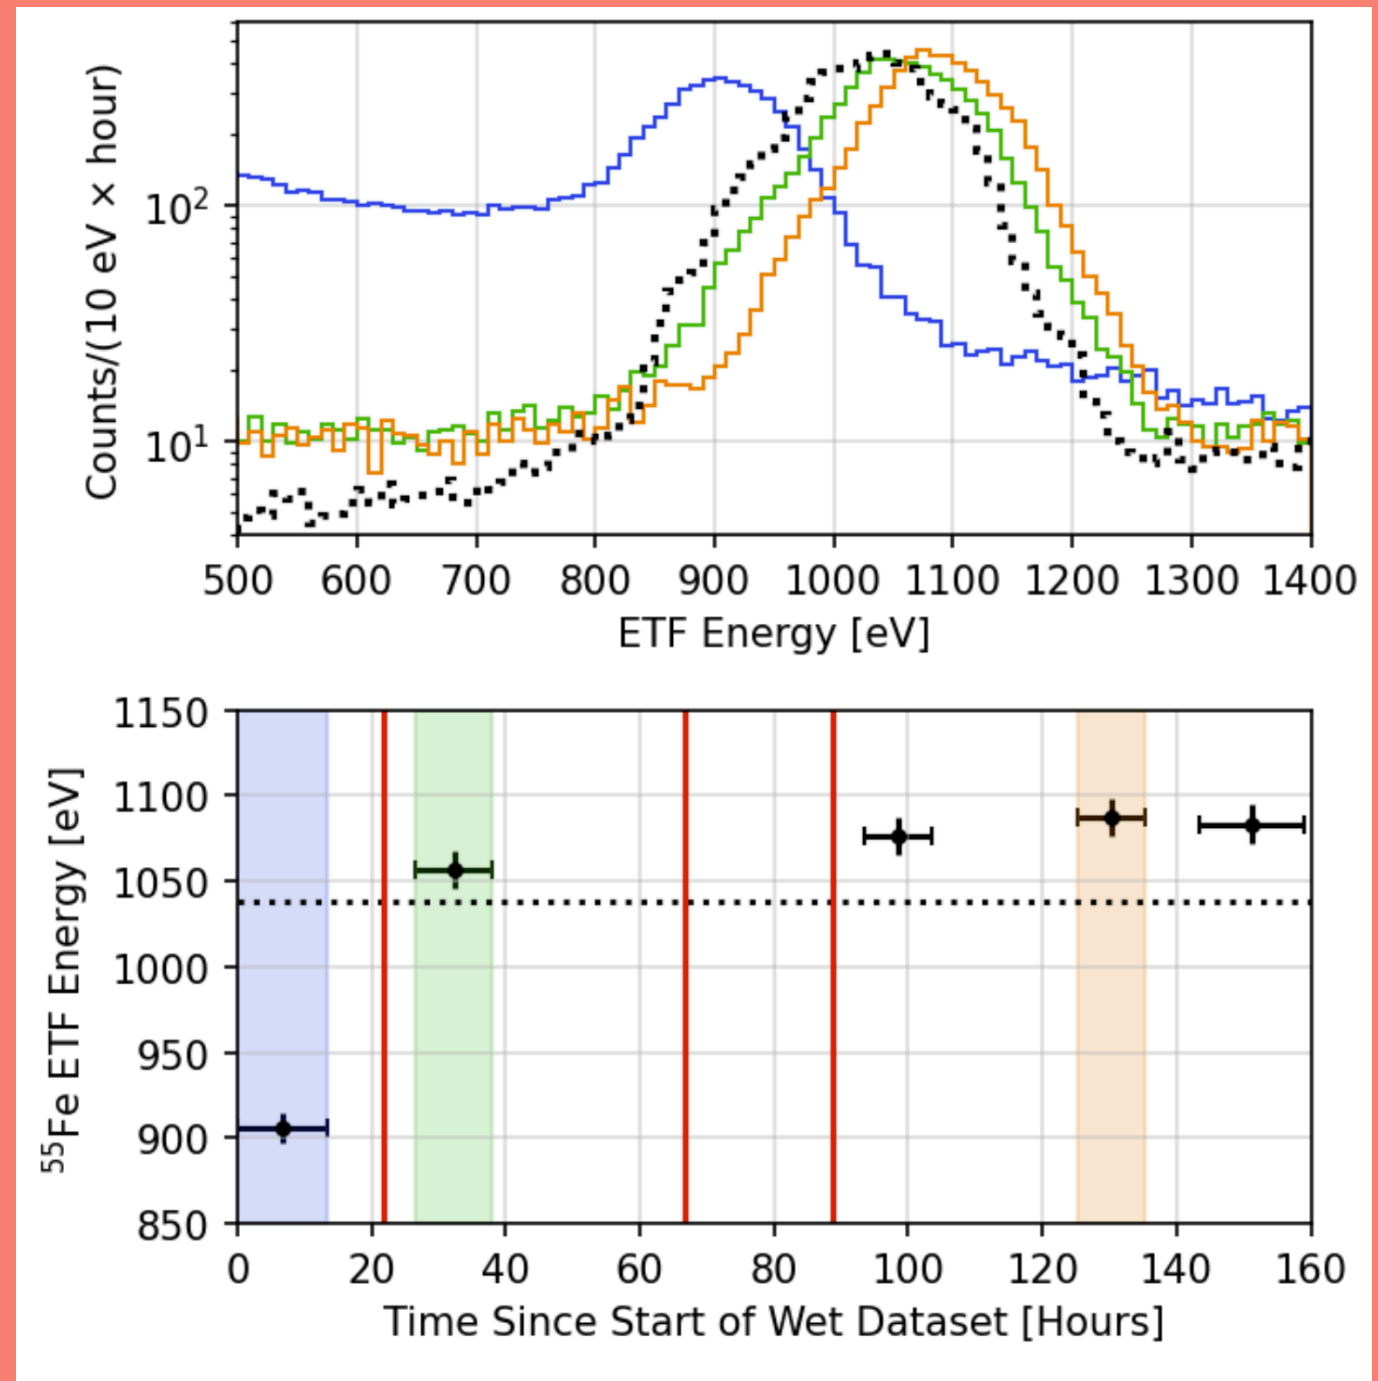 Counts/(10 eV × hour)
10²
10¹
500 600 700 800 900 1000 1100 1200 1300 1400
ETF Energy [eV]
⁵⁵Fe ETF Energy [eV]
1150
1100
1050
1000
950
900
850
0 20 40 60 80 100 120 140 160
Time Since Start of Wet Dataset [Hours]